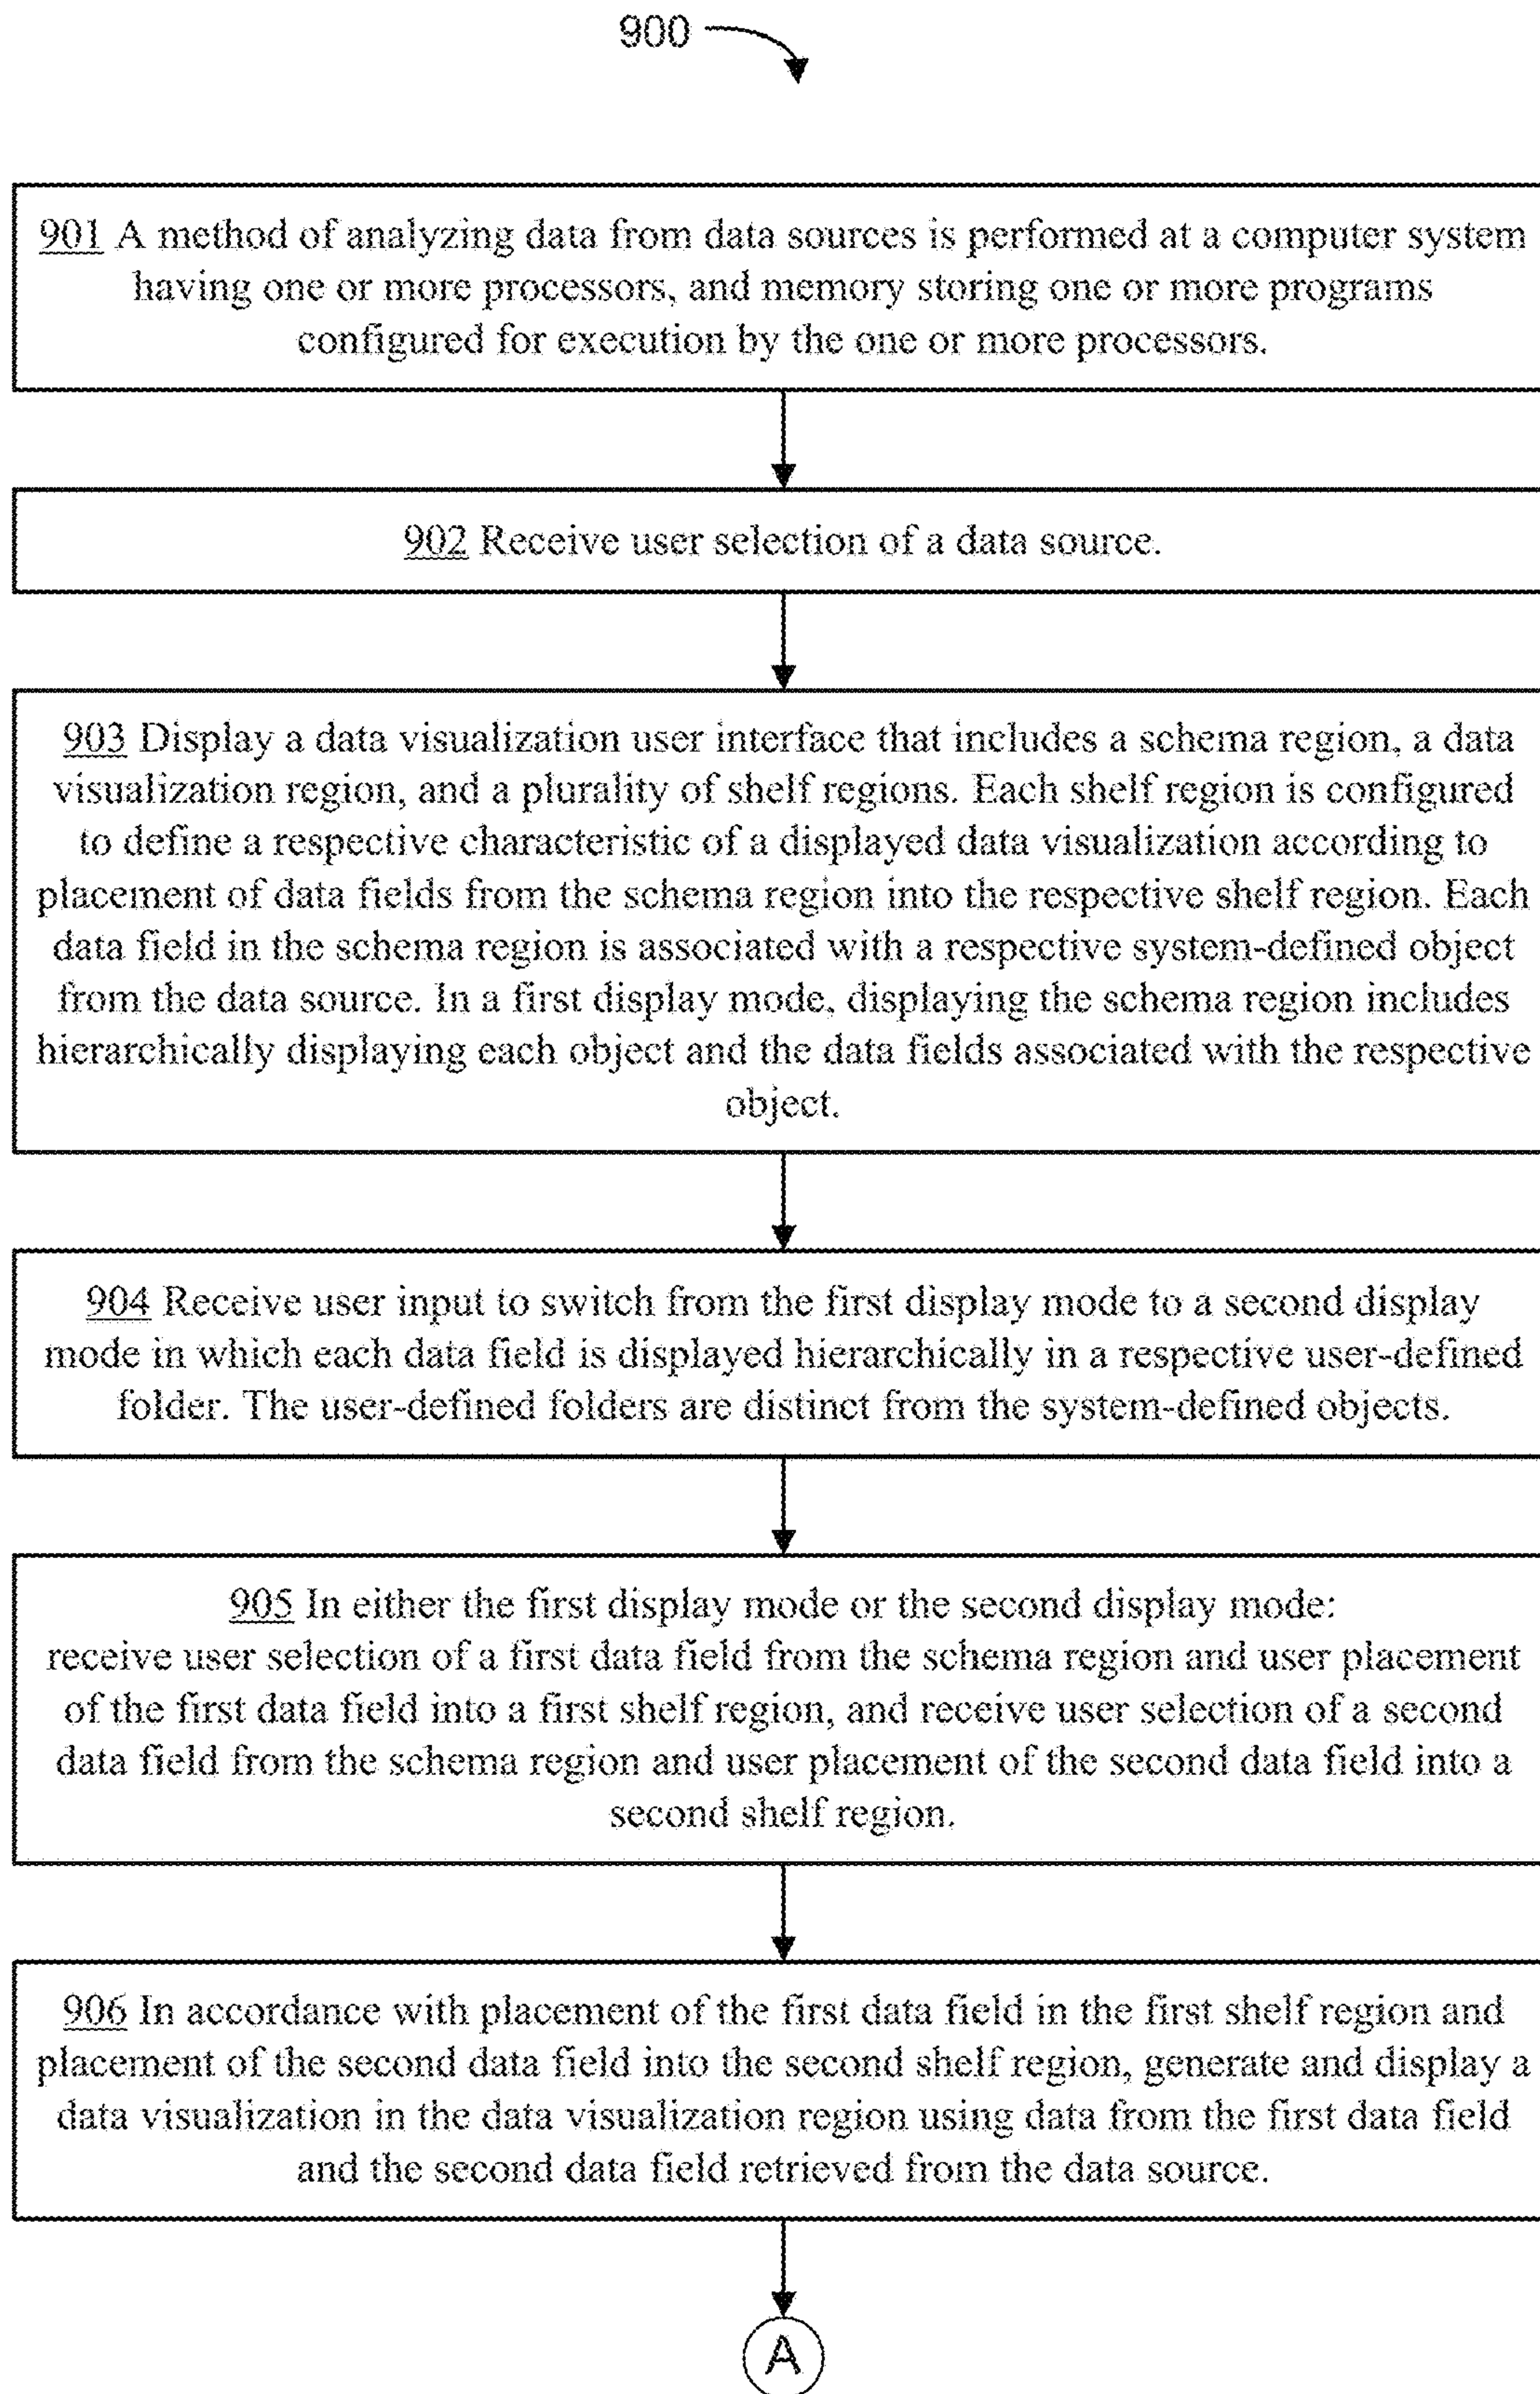 900
901 A method of analyzing data from data sources is performed at a computer system
having one or more processors, and memory storing one or more programs
configured for execution by the one or more processors.
902 Receive user selection of a data source.
903 Display a data visualization user interface that includes a schema region, a data
visualization region, and a plurality of shelf regions. Each shelf region is configured
to define a respective characteristic of a displayed data visualization according to
placement of data fields from the schema region into the respective shelf region. Each
data field in the schema region is associated with a respective system-defined object
from the data source. In a first display mode, displaying the schema region includes
hierarchically displaying each object and the data fields associated with the respective
object.
904 Receive user input to switch from the first display mode to a second display
mode in which each data field is displayed hierarchically in a respective user-defined
folder. The user-defined folders are distinct from the system-defined objects.
905 In either the first display mode or the second display mode:
receive user selection of a first data field from the schema region and user placement
of the first data field into a first shelf region, and receive user selection of a second
data field from the schema region and user placement of the second data field into a
second shelf region.
906 In accordance with placement of the first data field in the first shelf region and
placement of the second data field into the second shelf region, generate and display a
data visualization in the data visualization region using data from the first data field
and the second data field retrieved from the data source.
A